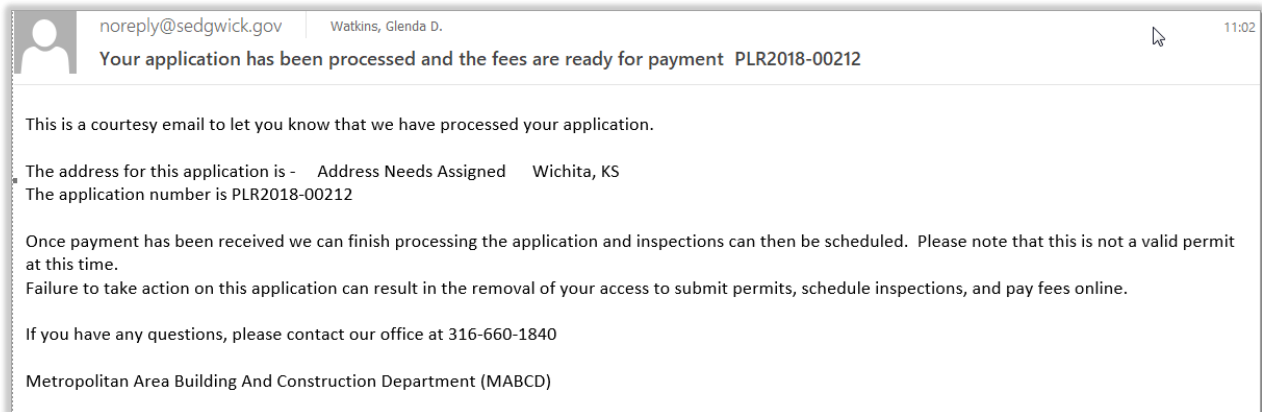 noreply@sedgwick.gov Watkins, Glenda D. 11:02
Your application has been processed and the fees are ready for payment PLR2018-00212
This is a courtesy email to let you know that we have processed your application.
The address for this application is - Address Needs Assigned Wichita, KS
The application number is PLR2018-00212
Once payment has been received we can finish processing the application and inspections can then be scheduled. Please note that this is not a valid permit
at this time.
Failure to take action on this application can result in the removal of your access to submit permits, schedule inspections, and pay fees online.
If you have any questions, please contact our office at 316-660-1840
Metropolitan Area Building And Construction Department (MABCD)